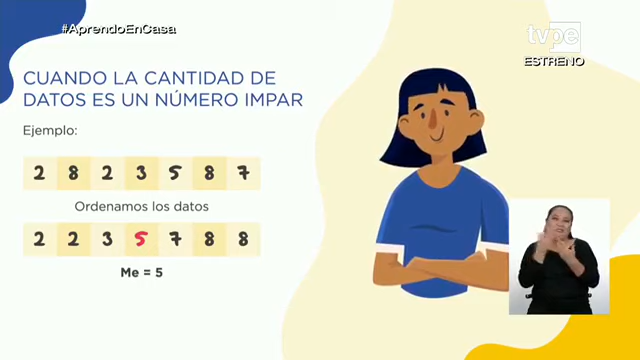 #AprendoEnCasa
tvpe
ESTRENO
CUANDO LA CANTIDAD DE
DATOS ES UN NÚMERO IMPAR
Ejemplo:
2 8 2 3 5 8 7
Ordenamos los datos
2 2 3 5 7 8 8
Me = 5